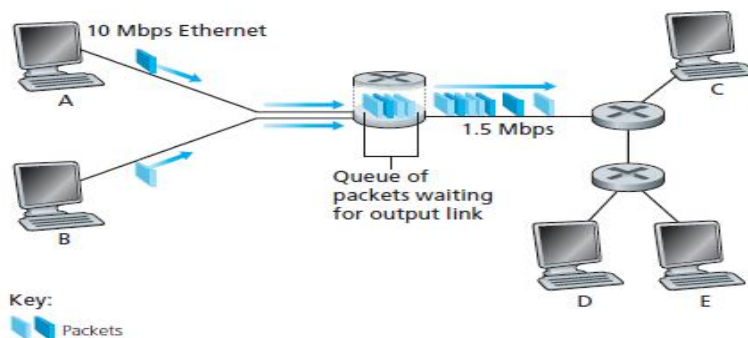 10 Mbps Ethernet
A
C
1.5 Mbps
Queue of
packets waiting
for output link
B
D
E
Key:
Packets